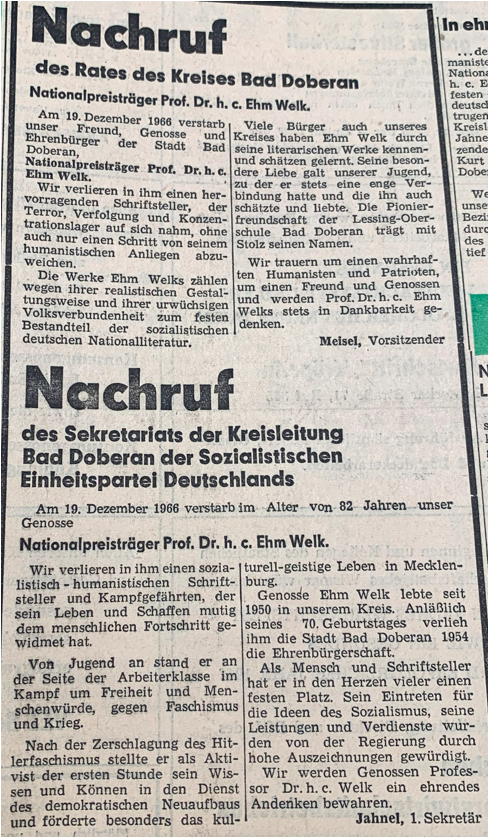 Nachruf
des Rates des Kreises Bad Doberan
Nationalpreisträger Prof. Dr. h. c. Ehm Welk.
Am 19. Dezember 1966 verstarb
unser Freund, Genosse und
Ehrenbürger der Stadt Bad
Doberan,
Nationalpreisträger Prof. Dr. h. c.
Ehm Welk.
Wir verlieren in ihm einen her-
vorragenden Schriftsteller, der
Terror, Verfolgung und Konzen-
trationslager auf sich nahm, ohne
auch nur einen Schritt von seinem
humanistischen Anliegen abzu-
weichen.
Die Werke Ehm Welks zählen
wegen ihrer realistischen Gestal-
tungsweise und ihrer urwüchsigen
Volksverbundenheit zum festen
Bestandteil der sozialistischen
deutschen Nationalliteratur.
Viele Bürger auch unseres
Kreises haben Ehm Welk durch
seine literarischen Werke kennen-
und schätzen gelernt. Seine beson-
dere Liebe galt unserer Jugend,
zu der er stets eine enge Ver-
bindung hatte und die ihn auch
schätzte und liebte. Die Pionier-
freundschaft der Lessing-Ober-
schule Bad Doberan trägt mit
Stolz seinen Namen.
Wir trauern um einen wahrhaf-
ten Humanisten und Patrioten,
um einen Freund und Genossen
und werden Prof. Dr. h. c. Ehm
Welks stets in Dankbarkeit ge-
denken.
Meisel, Vorsitzender
Nachruf
des Sekretariats der Kreisleitung
Bad Doberan der Sozialistischen
Einheitspartei Deutschlands
Am 19. Dezember 1966 verstarb im Alter von 82 Jahren unser
Genosse
Nationalpreisträger Prof. Dr. h. c. Ehm Welk.
Wir verlieren in ihm einen sozia-
listisch-humanistischen Schrift-
steller und Kampfgefährten, der
sein Leben und Schaffen mutig
dem menschlichen Fortschritt ge-
widmet hat.
Von Jugend an stand er an
der Seite der Arbeiterklasse im
Kampf um Freiheit und Men-
schenwürde, gegen Faschismus
und Krieg.
Nach der Zerschlagung des Hit-
lerfaschismus stellte er als Akti-
vist der ersten Stunde sein Wis-
sen und Können in den Dienst
des demokratischen Neuaufbaus
und förderte besonders das kul-
turell-geistige Leben in Mecklen-
burg.
Genosse Ehm Welk lebte seit
1950 in unserem Kreis. Anläßlich
seines 70. Geburtstages verlieh
ihm die Stadt Bad Doberan 1954
die Ehrenbürgerschaft.
Als Mensch und Schriftsteller
hat er in den Herzen vieler einen
festen Platz. Sein Eintreten für
die Ideen des Sozialismus, seine
Leistungen und Verdienste wur-
den von der Regierung durch
hohe Auszeichnungen gewürdigt.
Wir werden Genossen Profes-
sor Dr. h. c. Welk ein ehrendes
Andenken bewahren.
Jahnel, 1. Sekretär
In ehr
...de
maniste
Nation
h. c. E
festen
deutsch
trugen
Kreisl
Jahne
zende
Kurt
Dobe
We
unse
Bezi
durc
des
tief
N
L